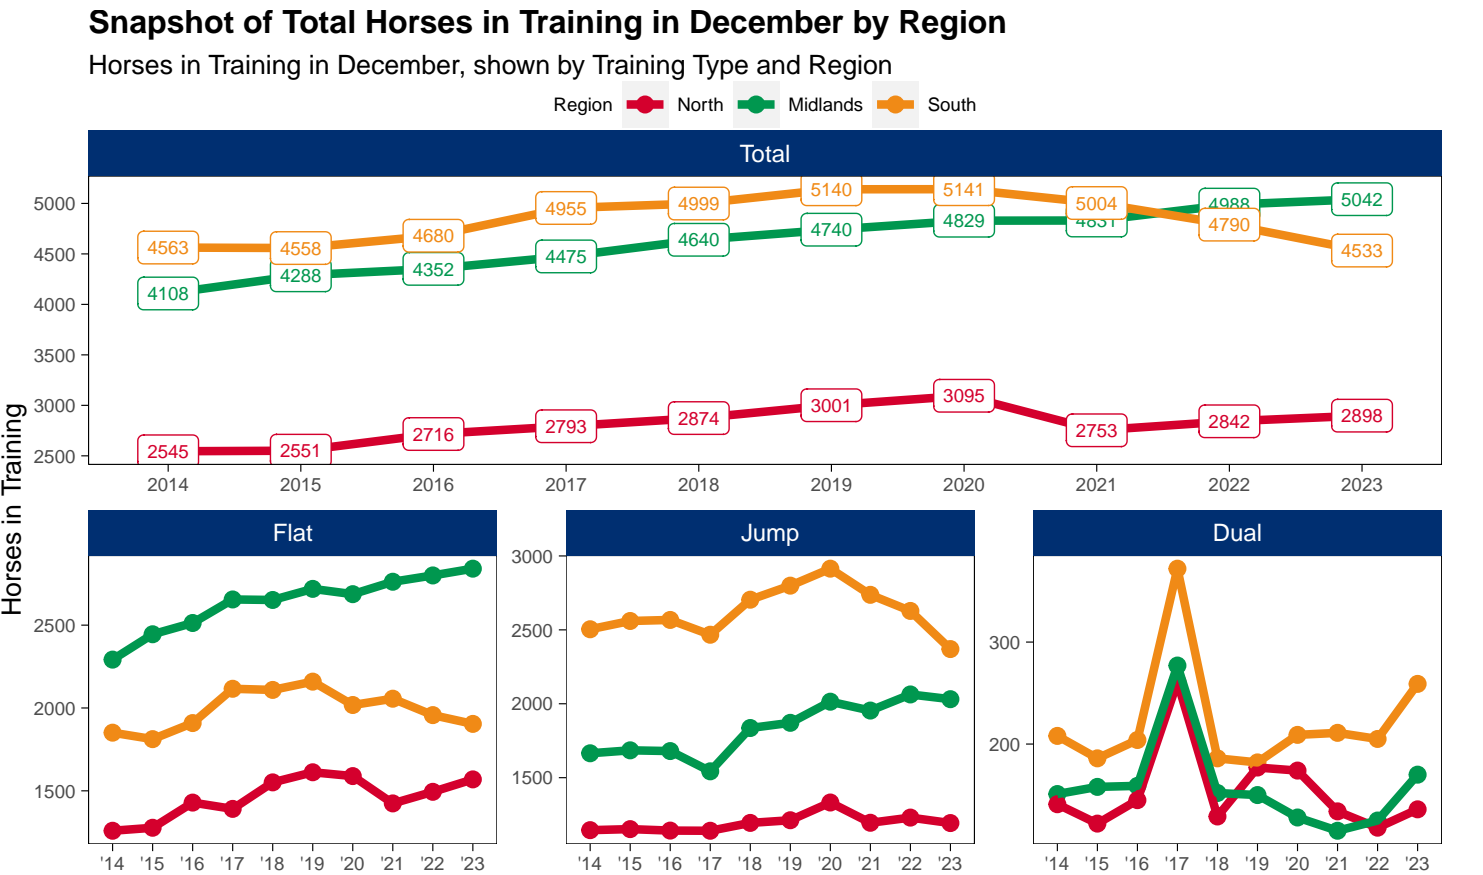 Snapshot of Total Horses in Training in December by Region
Horses in Training in December, shown by Training Type and Region
Region North Midlands South
Total
Horses in Training
5000
4500
4000
3500
3000
2500
4563 4558 4680 4955 4999 5140 5141 5004 4790 4533
4108 4288 4352 4475 4640 4740 4829 4831 4988 5042
2545 2551 2716 2793 2874 3001 3095 2753 2842 2898
2014 2015 2016 2017 2018 2019 2020 2021 2022 2023
Flat
2500
2000
1500
'14 '15 '16 '17 '18 '19 '20 '21 '22 '23
Jump
3000
2500
2000
1500
'14 '15 '16 '17 '18 '19 '20 '21 '22 '23
Dual
300
200
'14 '15 '16 '17 '18 '19 '20 '21 '22 '23